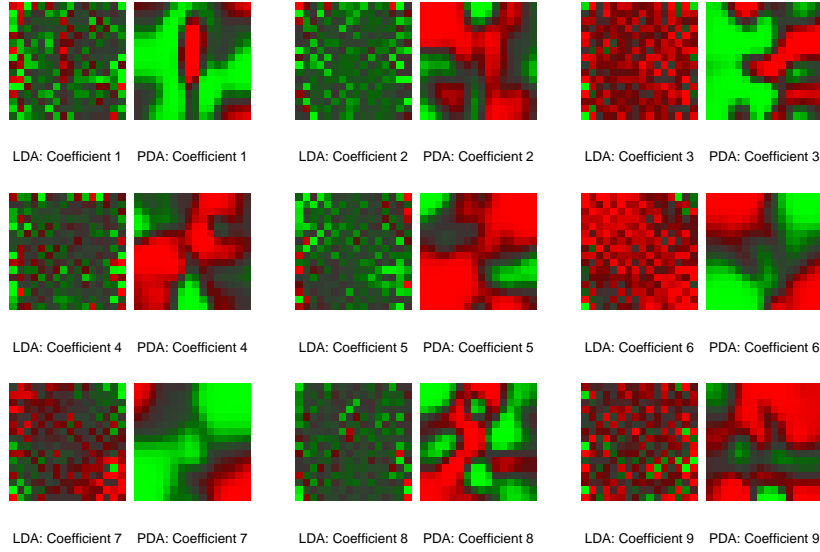 LDA: Coefficient 1 PDA: Coefficient 1 LDA: Coefficient 2 PDA: Coefficient 2 LDA: Coefficient 3 PDA: Coefficient 3
LDA: Coefficient 4 PDA: Coefficient 4 LDA: Coefficient 5 PDA: Coefficient 5 LDA: Coefficient 6 PDA: Coefficient 6
LDA: Coefficient 7 PDA: Coefficient 7 LDA: Coefficient 8 PDA: Coefficient 8 LDA: Coefficient 9 PDA: Coefficient 9